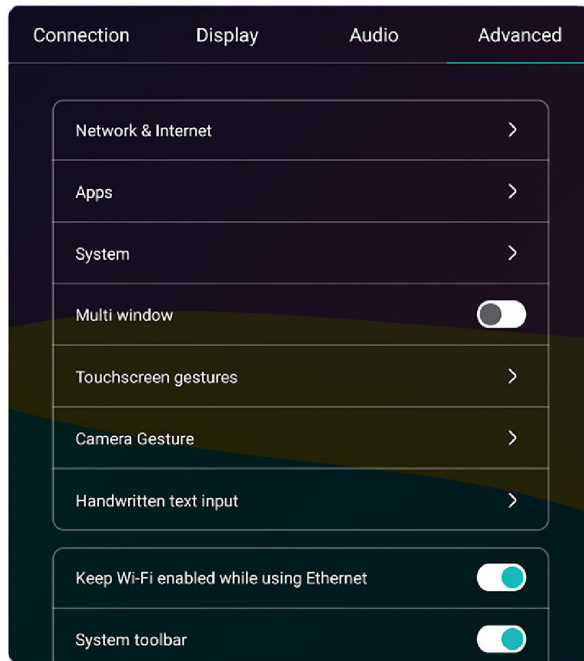 Connection Display Audio Advanced
Network & Internet
Apps
System
Multi window
Touchscreen gestures
Camera Gesture
Handwritten text input
Keep Wi-Fi enabled while using Ethernet
System toolbar